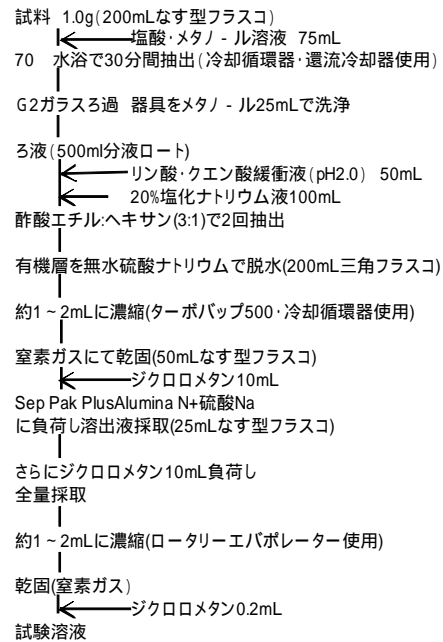 試料 1.0g(200mLなす型フラスコ)
塩酸・メタノ-ル溶液 75mL
70 水浴で30分間抽出(冷却循環器・還流冷却器使用)
G2ガラスろ過 器具をメタノ-ル25mLで洗浄
ろ液(500ml分液ロート)
リン酸・クエン酸緩衝液(pH2.0) 50mL
20%塩化ナトリウム液100mL
酢酸エチル:ヘキサン(3:1)で2回抽出
有機層を無水硫酸ナトリウムで脱水(200mL三角フラスコ)
約1~2mLに濃縮(ターボバップ500・冷却循環器使用)
窒素ガスにて乾固(50mLなす型フラスコ)
ジクロロメタン10mL
Sep Pak PlusAlumina N+硫酸Na
に負荷し溶出液採取(25mLなす型フラスコ)
さらにジクロロメタン10mL負荷し
全量採取
約1~2mLに濃縮(ロータリーエバポレーター使用)
乾固(窒素ガス)
ジクロロメタン0.2mL
試験溶液